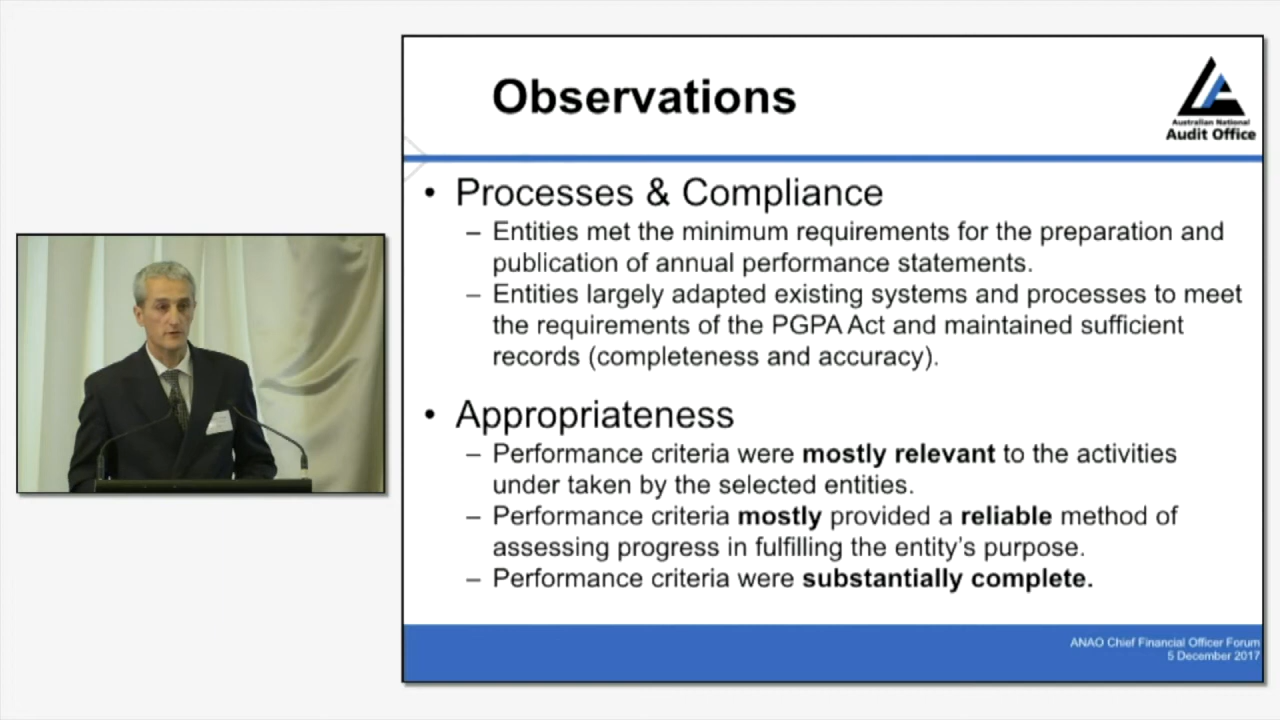 Observations
Australian National
Audit Office
• Processes & Compliance
– Entities met the minimum requirements for the preparation and
publication of annual performance statements.
– Entities largely adapted existing systems and processes to meet
the requirements of the PGPA Act and maintained sufficient
records (completeness and accuracy).
• Appropriateness
– Performance criteria were mostly relevant to the activities
under taken by the selected entities.
– Performance criteria mostly provided a reliable method of
assessing progress in fulfilling the entity's purpose.
– Performance criteria were substantially complete.
ANAO Chief Financial Officer Forum
5 December 2017